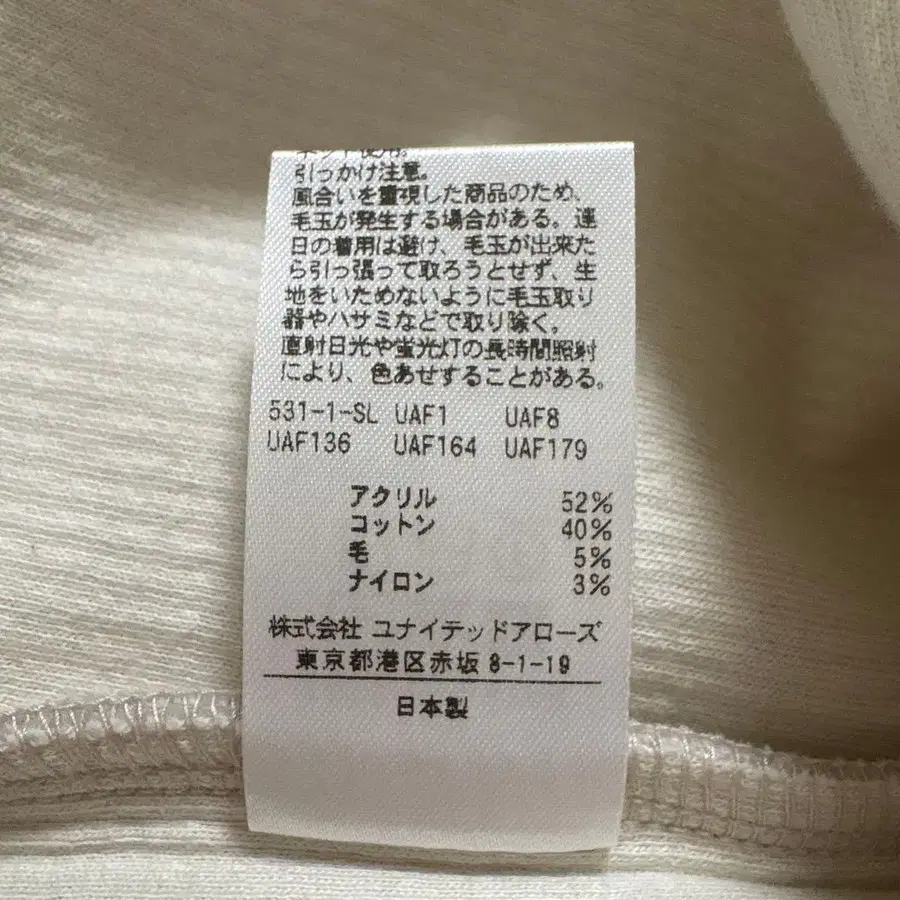 ネット使用。
引っかけ注意。
風合いを重視した商品のため、
毛玉が発生する場合がある。連
日の着用は避け、毛玉が出来た
ら引っ張って取ろうとせず、生
地をいためないように毛玉取り
器やハサミなどで取り除く。
直射日光や蛍光灯の長時間照射
により、色あせすることがある。
531-1-SL UAF1 UAF8
UAF136 UAF164 UAF179
アクリル 52%
コットン 40%
毛 5%
ナイロン 3%
株式会社 ユナイテッドアローズ
東京都港区赤坂 8-1-19
日本製